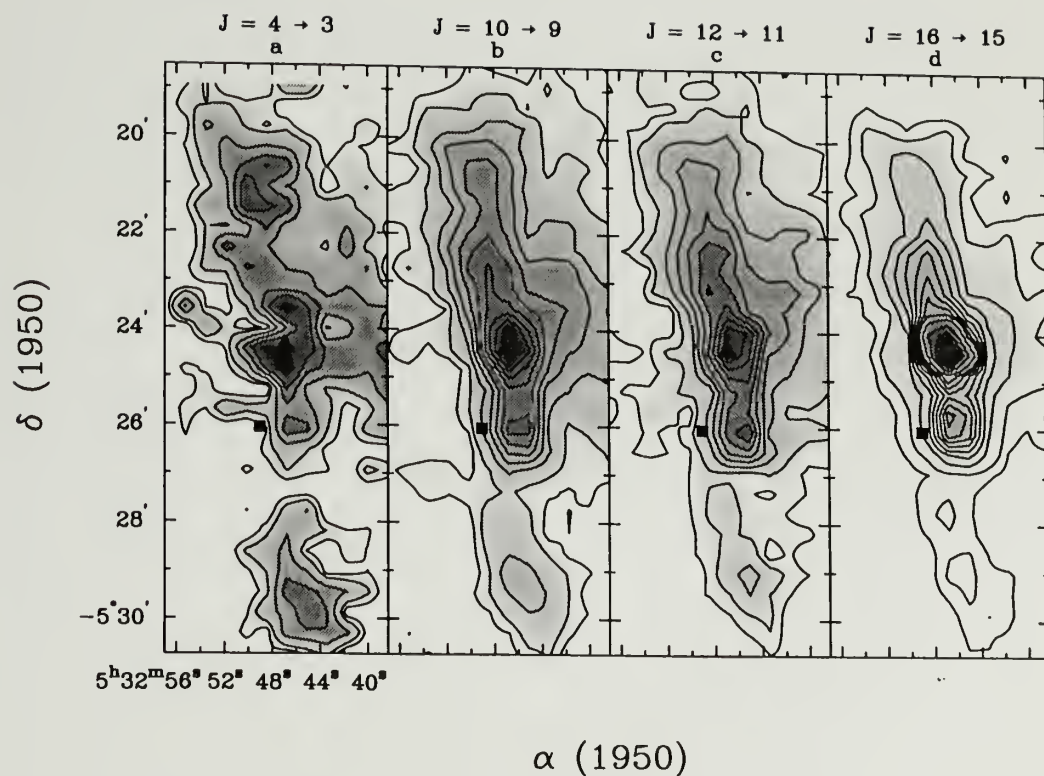 J = 4 → 3
a
J = 10 → 9
b
J = 12 → 11
c
J = 16 → 15
d
20′
22′
24′
26′
28′
−5°30′
δ (1950)
5ʰ32ᵐ56ˢ 52ˢ 48ˢ 44ˢ 40ˢ
α (1950)